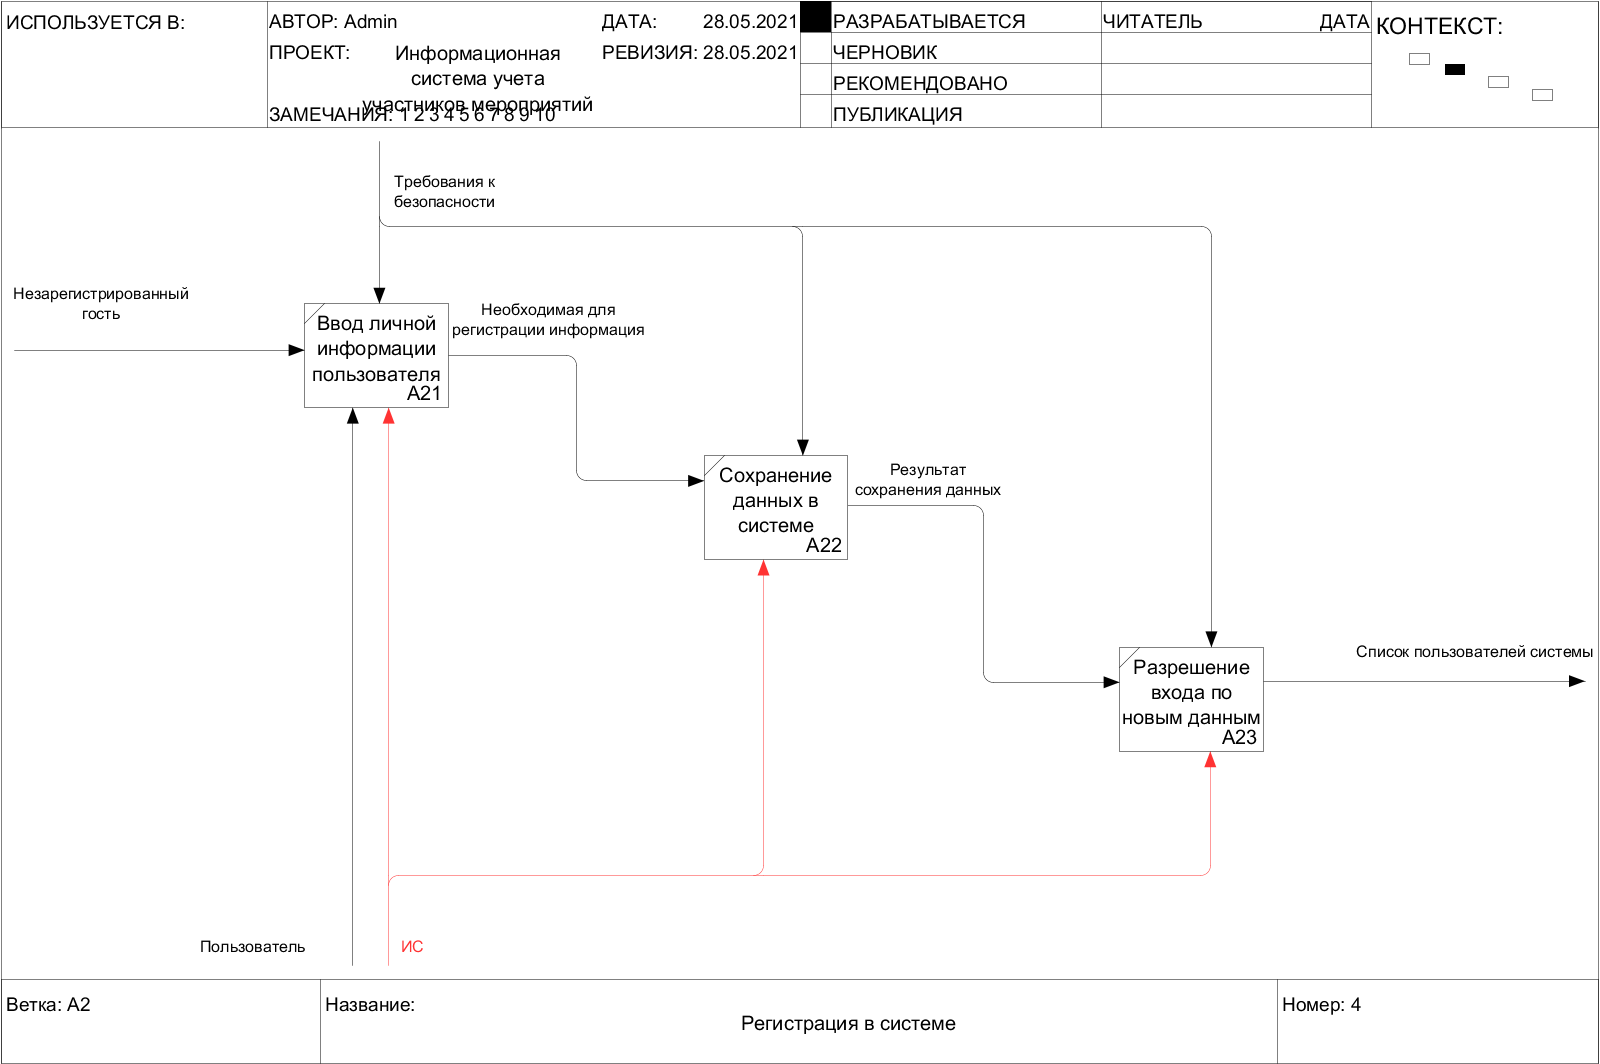 ИСПОЛЬЗУЕТСЯ В:
АВТОР: Admin
ДАТА: 28.05.2021
РАЗРАБАТЫВАЕТСЯ
ЧИТАТЕЛЬ
ДАТА
КОНТЕКСТ:
ПРОЕКТ:
Информационная
система учета
участников мероприятий
РЕВИЗИЯ: 28.05.2021
ЧЕРНОВИК
РЕКОМЕНДОВАНО
ЗАМЕЧАНИЯ: 1 2 3 4 5 6 7 8 9 10
ПУБЛИКАЦИЯ
Требования к
безопасности
Незарегистрированный
гость
Ввод личной
информации
пользователя
A21
Необходимая для
регистрации информация
Сохранение
данных в
системе
A22
Результат
сохранения данных
Разрешение
входа по
новым данным
A23
Список пользователей системы
Пользователь
ИС
Ветка: A2
Название:
Регистрация в системе
Номер: 4